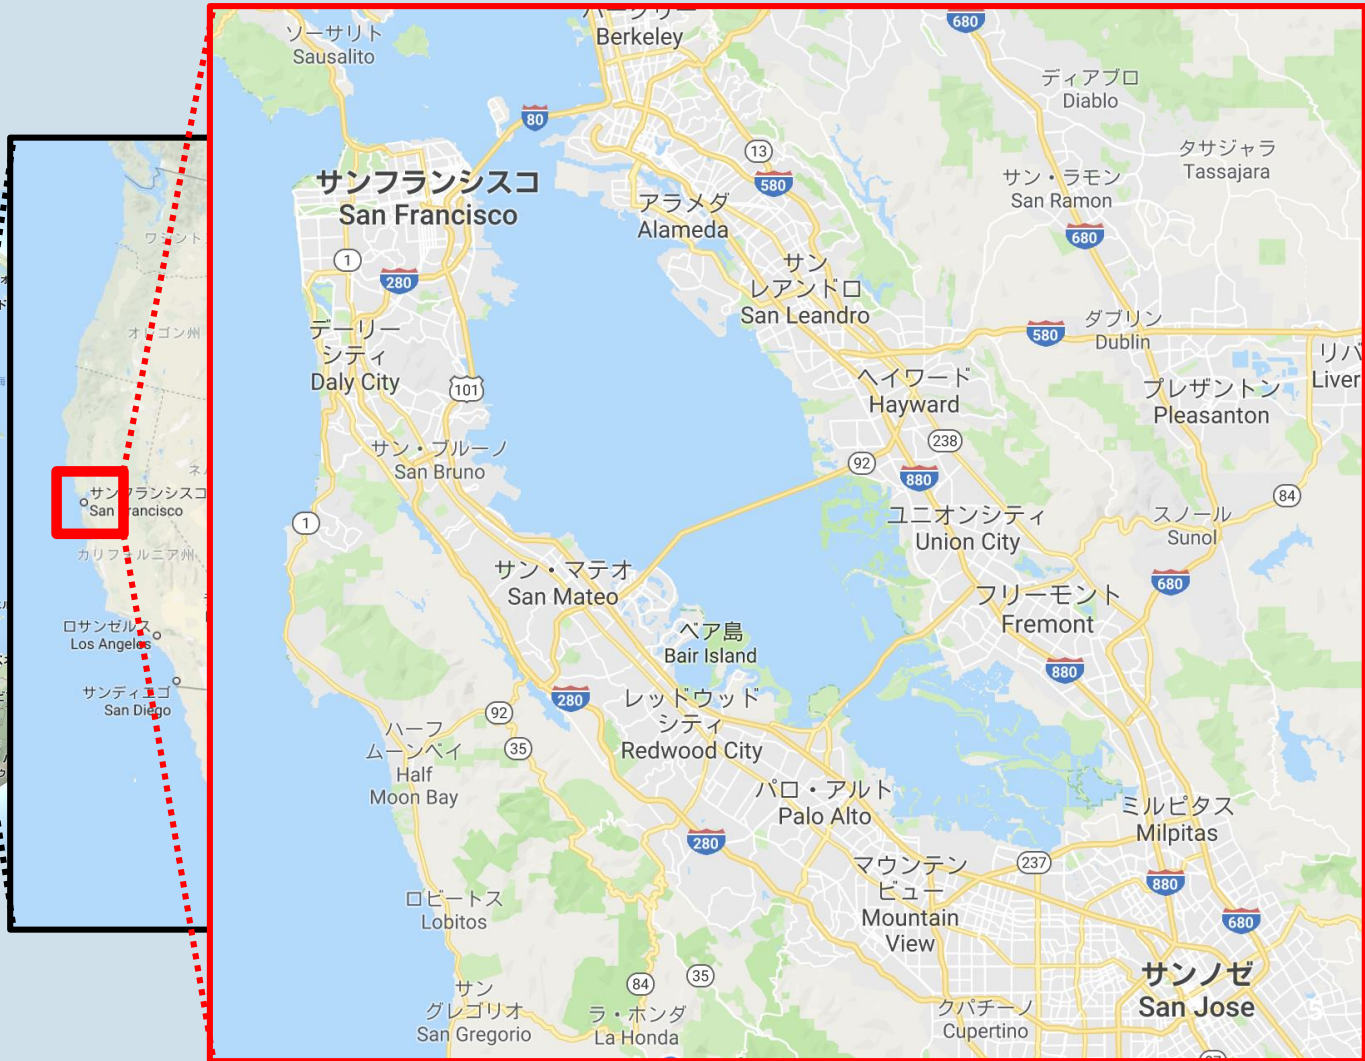 ソーサリト
Sausalito
Berkeley
680
ディアブロ
Diablo
80
13
タサジャラ
Tassajara
サンフランシスコ
San Francisco
580
サン・ラモン
San Ramon
アラメダ
Alameda
680
1
280
サン
レアンドロ
San Leandro
デーリー
シティ
Daly City
580
ダブリン
Dublin
リバ
Liver
101
ヘイワード
Hayward
プレザントン
Pleasanton
サン・ブルーノ
San Bruno
238
92
880
84
1
ユニオンシティ
Union City
スノール
Sunol
サン・マテオ
San Mateo
680
フリーモント
Fremont
ベア島
Bair Island
880
280
レッドウッド
シティ
Redwood City
92
35
ハーフ
ムーンベイ
Half
Moon Bay
パロ・アルト
Palo Alto
ミルピタス
Milpitas
280
237
マウンテン
ビュー
Mountain
View
880
ロビートス
Lobitos
680
サンノゼ
San Jose
84
35
サン
グレゴリオ
San Gregorio
ラ・ホンダ
La Honda
クパチーノ
Cupertino
5
ワシント
オレゴン州
サンフランシスコ
San Francisco
カリフォルニア州
ロサンゼルス
Los Angeles
サンディエゴ
San Diego